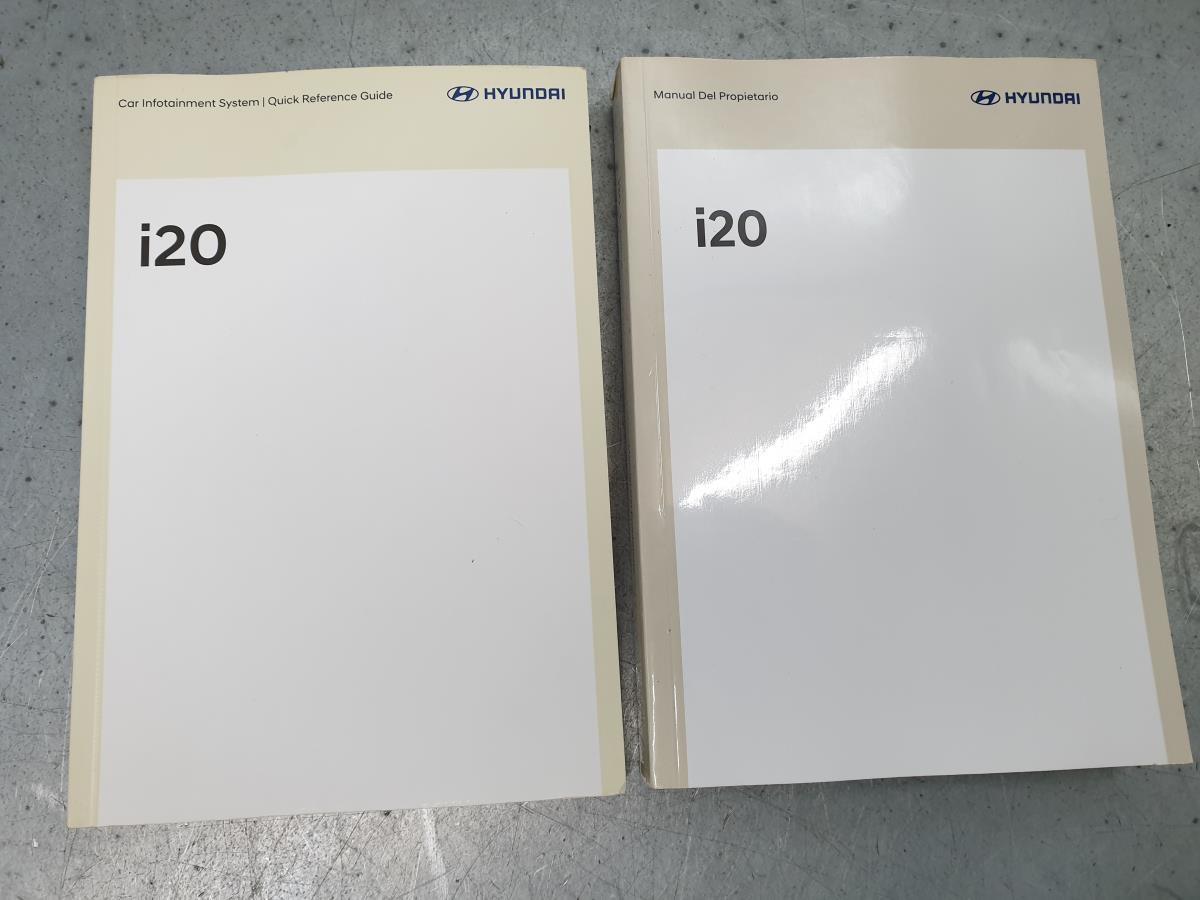 Car Infotainment System | Quick Reference Guide
HYUNDAI
i20
Manual Del Propietario
HYUNDAI
i20